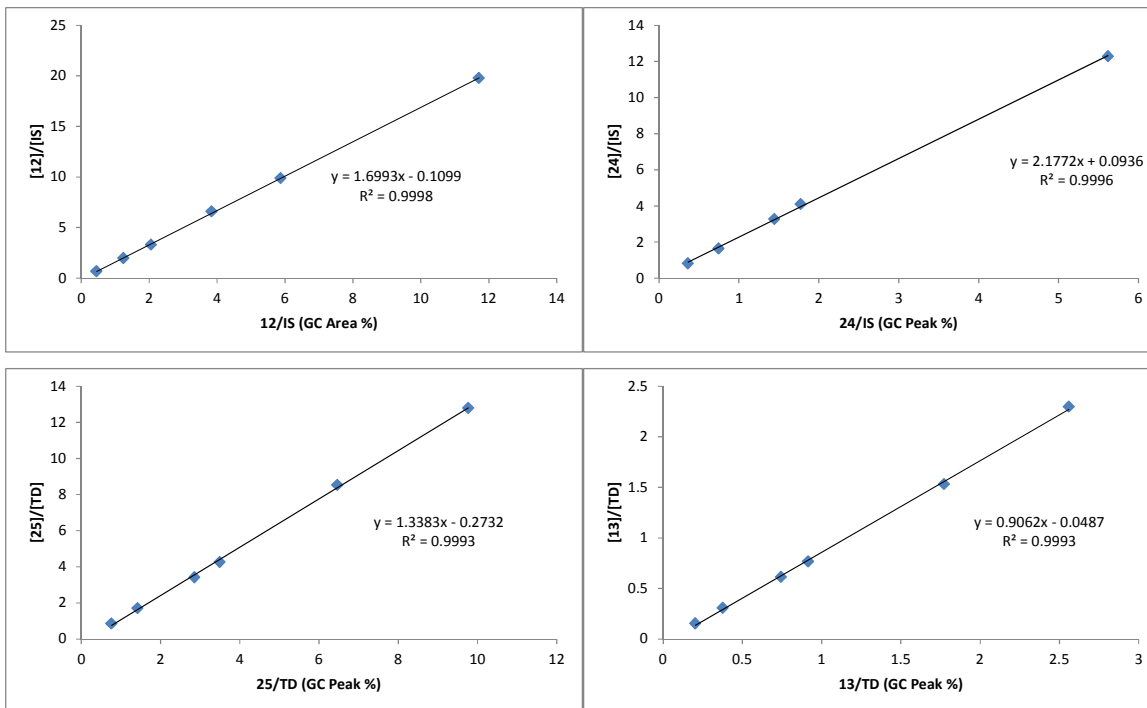 25
20
15
10
5
0
[12]/[IS]
y = 1.6993x - 0.1099
R² = 0.9998
0 2 4 6 8 10 12 14
12/IS (GC Area %)
14
12
10
8
6
4
2
0
[24]/[IS]
y = 2.1772x + 0.0936
R² = 0.9996
0 1 2 3 4 5 6
24/IS (GC Peak %)
14
12
10
8
6
4
2
0
[25]/[TD]
y = 1.3383x - 0.2732
R² = 0.9993
0 2 4 6 8 10 12
25/TD (GC Peak %)
2.5
2
1.5
1
0.5
0
[13]/[TD]
y = 0.9062x - 0.0487
R² = 0.9993
0 0.5 1 1.5 2 2.5 3
13/TD (GC Peak %)